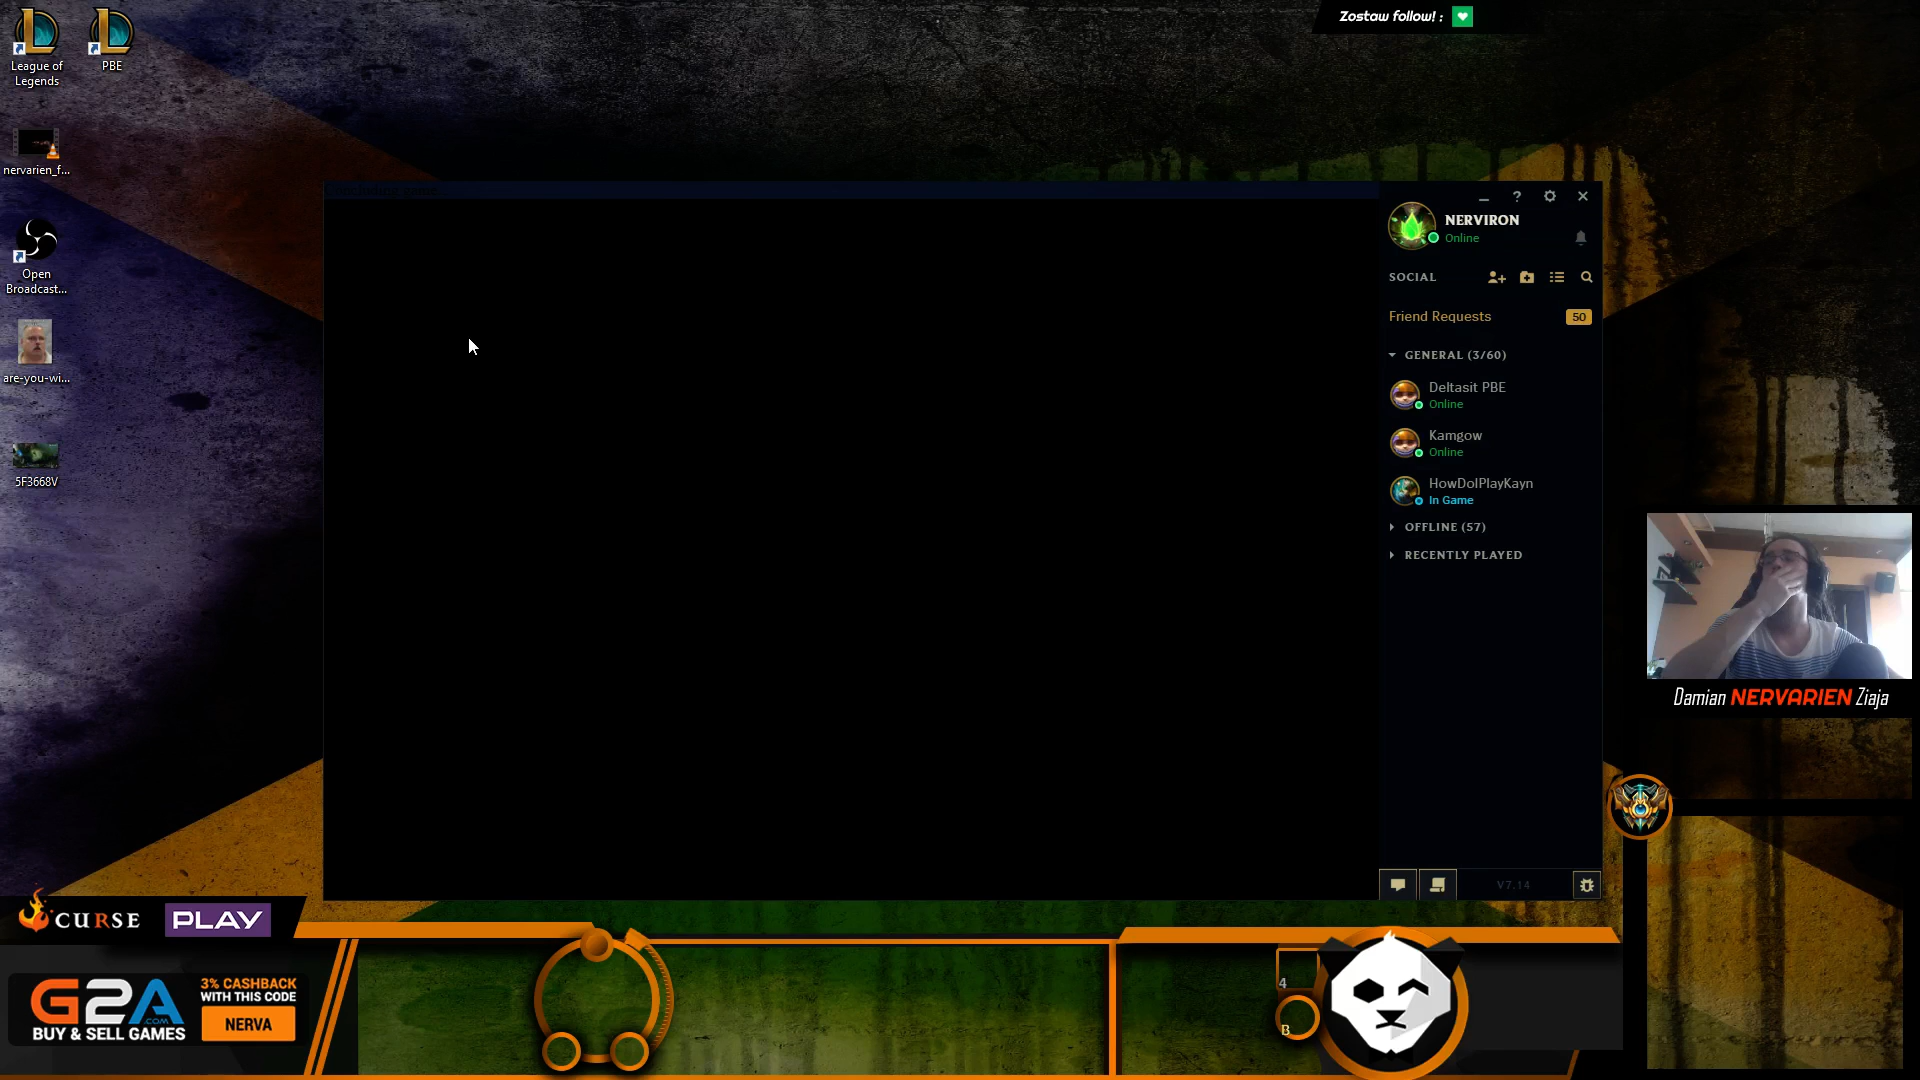 Zostaw follow! :
League of
Legends
PBE
nervarien_f...
Open
Broadcast...
are-you-wi...
5F3668V
NERVIRON
Online
SOCIAL
Friend Requests
50
GENERAL (3/60)
Deltasit PBE
Online
Kamgow
Online
HowDoIPlayKayn
In Game
OFFLINE (57)
RECENTLY PLAYED
V7.14
Damian NERVARIEN Ziaja
CURSE
PLAY
G2A
.COM
BUY & SELL GAMES
3% CASHBACK
WITH THIS CODE
NERVA
4
B